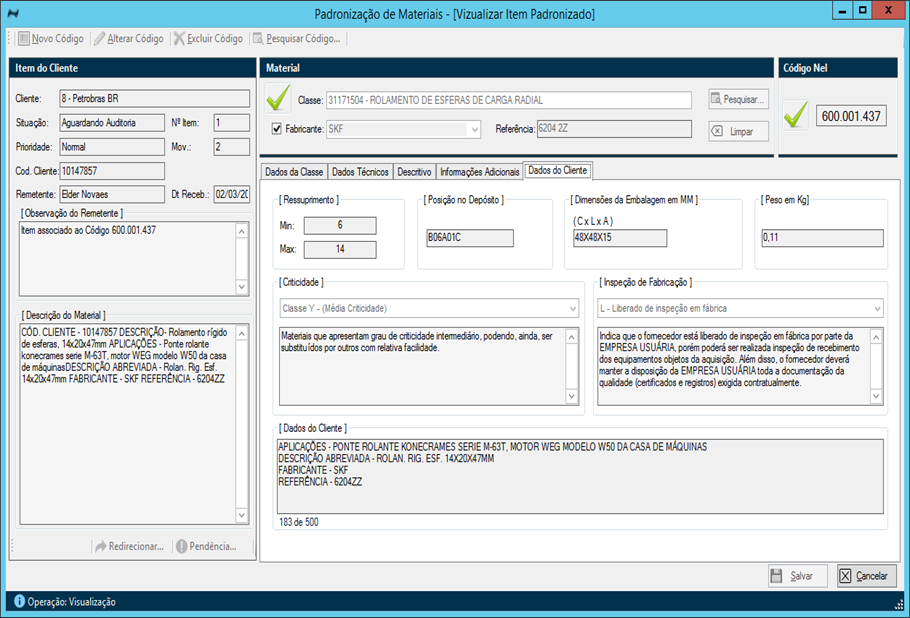 Padronização de Materiais - [Vizualizar Item Padronizado]
Novo Código
Alterar Código
Excluir Código
Pesquisar Código...
Item do Cliente
Cliente: 8 - Petrobras BR
Situação: Aguardando Auditoria Nº Item: 1
Prioridade: Normal Mov.: 2
Cod. Cliente: 10147857
Remetente: Elder Novaes Dt Receb.: 02/03/20
[ Observação do Remetente ]
Item associado ao Código 600.001.437
[ Descrição do Material ]
CÓD. CLIENTE - 10147857 DESCRIÇÃO- Rolamento rígido
de esferas, 14x20x47mm APLICAÇÕES - Ponte rolante
konecrames serie M-63T, motor WEG modelo W50 da casa
de máquinasDESCRIÇÃO ABREVIADA - Rolan. Rig. Esf.
14x20x47mm FABRICANTE - SKF REFERÊNCIA - 6204ZZ
Redirecionar...
Pendência...
Material
Classe: 31171504 - ROLAMENTO DE ESFERAS DE CARGA RADIAL
Pesquisar...
Fabricante: SKF Referência: 6204 2Z
Limpar
Código Nel
600.001.437
Dados da Classe
Dados Técnicos
Descritivo
Informações Adicionais
Dados do Cliente
[ Ressuprimento ]
Min: 6
Max: 14
[ Posição no Depósito ]
B06A01C
[ Dimensões da Embalagem em MM ]
( C x L x A )
48X48X15
[ Peso em Kg]
0,11
[ Criticidade ]
Classe Y - (Média Criticidade)
Materiais que apresentam grau de criticidade intermediário, podendo, ainda, ser
substituídos por outros com relativa facilidade.
[ Inspeção de Fabricação ]
L - Liberado de inspeção em fábrica
Indica que o fornecedor está liberado de inspeção em fábrica por parte da
EMPRESA USUÁRIA, porém poderá ser realizada inspeção de recebimento
dos equipamentos objetos da aquisição. Além disso, o fornecedor deverá
manter a disposição da EMPRESA USUÁRIA toda a documentação da
qualidade (certificados e registros) exigida contratualmente.
[ Dados do Cliente ]
APLICAÇÕES - PONTE ROLANTE KONECRAMES SERIE M-63T, MOTOR WEG MODELO W50 DA CASA DE MÁQUINAS
DESCRIÇÃO ABREVIADA - ROLAN. RIG. ESF. 14X20X47MM
FABRICANTE - SKF
REFERÊNCIA - 6204ZZ
183 de 500
Salvar
Cancelar
Operação: Visualização